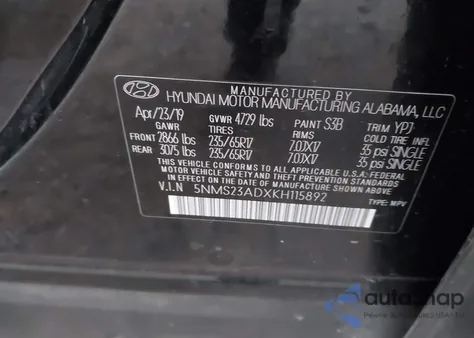 MANUFACTURED BY
HYUNDAI MOTOR MANUFACTURING ALABAMA, LLC
Apr/23/19 GVWR 4729 lbs PAINT S3B TRIM YPJ
GAWR TIRES RIMS COLD TIRE INFL
FRONT 2866 lbs 235/65R17 7.0JX17 35 psi SINGLE
REAR 3075 lbs 235/65R17 7.0JX17 35 psi SINGLE
THIS VEHICLE CONFORMS TO ALL APPLICABLE U.S.A. FEDERAL
MOTOR VEHICLE SAFETY AND THEFT PREVENTION STANDARDS
IN EFFECT ON THE DATE OF MANUFACTURE SHOWN ABOVE.
V.I.N 5NMS23ADXKH115892
TYPE: MPV
autosnap